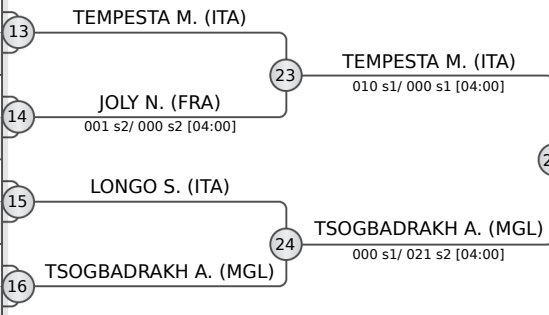 TEMPESTA M. (ITA)
13
23
TEMPESTA M. (ITA)
010 s1/ 000 s1 [04:00]
JOLY N. (FRA)
14
001 s2/ 000 s2 [04:00]
LONGO S. (ITA)
15
24
TSOGBADRAKH A. (MGL)
000 s1/ 021 s2 [04:00]
TSOGBADRAKH A. (MGL)
16